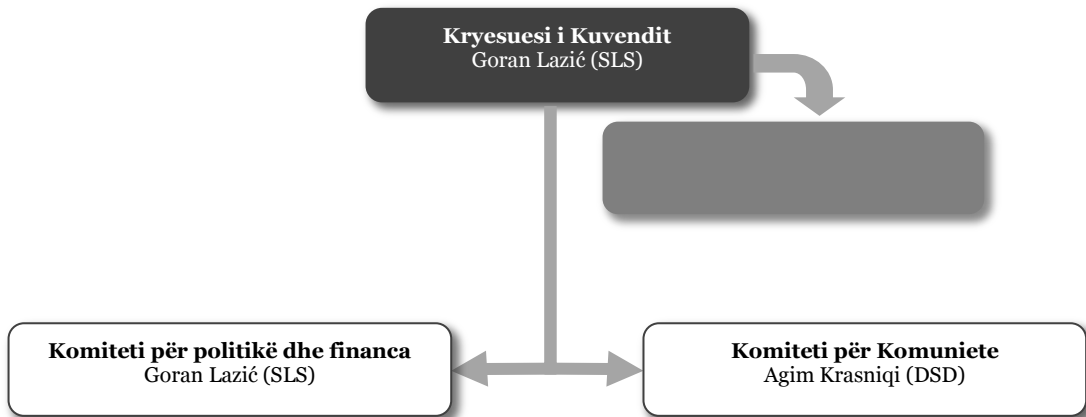 Kryesuesi i Kuvendit
Goran Lazić (SLS)
Komiteti për politikë dhe financa
Goran Lazić (SLS)
Komiteti për Komuniete
Agim Krasniqi (DSD)